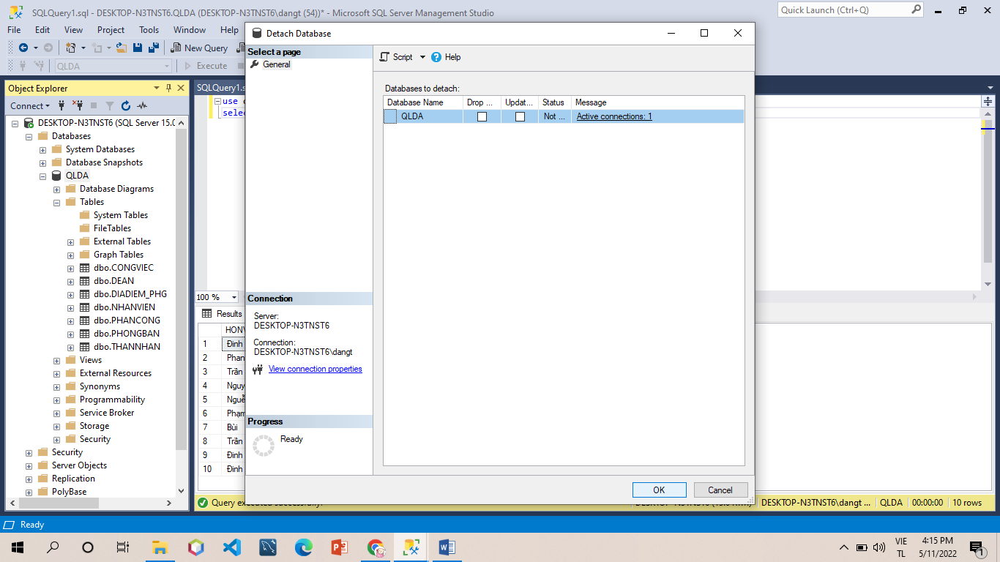 SQLQuery1.sql - DESKTOP-N3TNST6.QLDA (DESKTOP-N3TNST6\dangt (54))* - Microsoft SQL Server Management Studio
Quick Launch (Ctrl+Q)
File Edit View Project Tools Window Help
New Query
QLDA
Execute
Object Explorer
Connect
DESKTOP-N3TNST6 (SQL Server 15.0
Databases
System Databases
Database Snapshots
QLDA
Database Diagrams
Tables
System Tables
FileTables
External Tables
Graph Tables
dbo.CONGVIEC
dbo.DEAN
dbo.DIADIEM_PHG
dbo.NHANVIEN
dbo.PHANCONG
dbo.PHONGBAN
dbo.THANNHAN
Views
External Resources
Synonyms
Programmability
Service Broker
Storage
Security
Security
Server Objects
Replication
PolyBase
SQLQuery1.s
use
selec
100 %
Results
HON
1 Đinh
2 Phan
3 Trần
4 Nguy
5 Nguễ
6 Phạm
7 Bùi
8 Trần
9 Đinh
10 Đinh
Detach Database
Select a page
General
Connection
Server:
DESKTOP-N3TNST6
Connection:
DESKTOP-N3TNST6\dangt
View connection properties
Progress
Ready
Script Help
Databases to detach:
Database Name Drop ... Updat... Status Message
QLDA Not ... Active connections: 1
OK Cancel
Query executed successfully.
DESKTOP-N3TNST6 (15.0 RTM) DESKTOP-N3TNST6\dangt ... QLDA 00:00:00 10 rows
Ready
VIE
TL
4:15 PM
5/11/2022
1